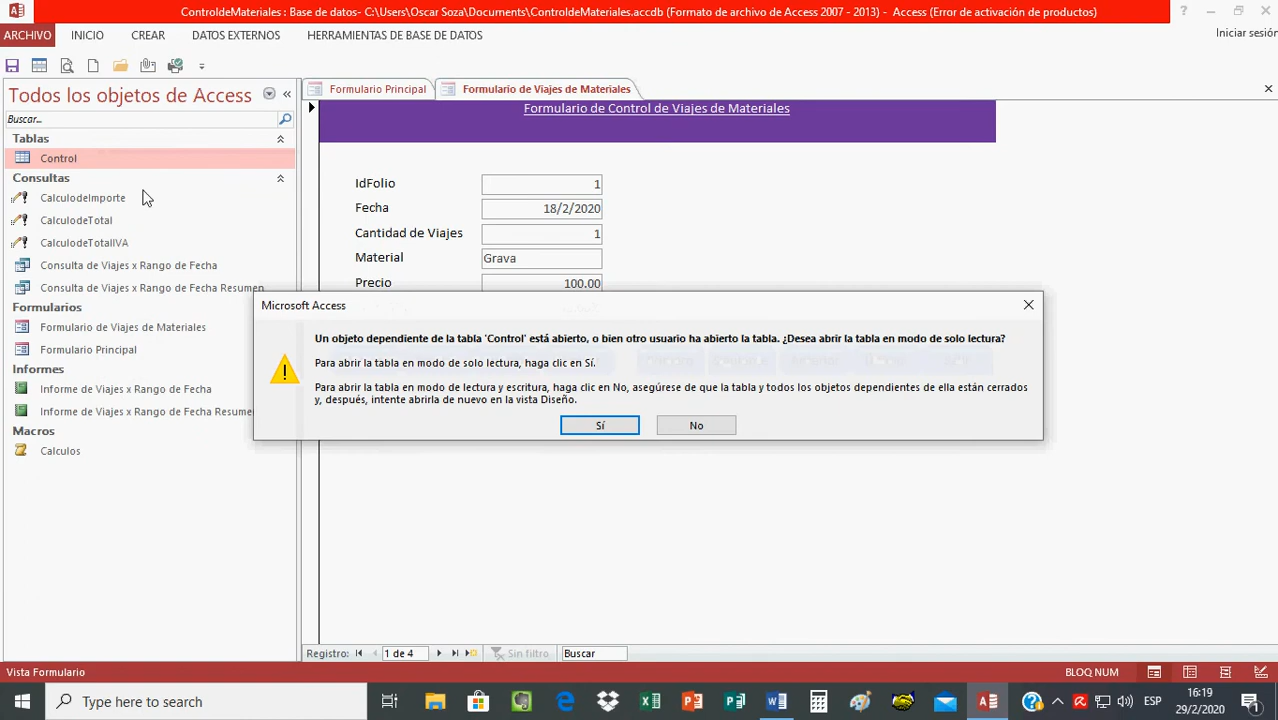 ControldeMateriales : Base de datos- C:\Users\Oscar Soza\Documents\ControldeMateriales.accdb (Formato de archivo de Access 2007 - 2013) - Access (Error de activación de productos)
ARCHIVO INICIO CREAR DATOS EXTERNOS HERRAMIENTAS DE BASE DE DATOS Iniciar sesión
Todos los objetos de Access
Buscar...
Tablas
Control
Consultas
CalculodeImporte
CalculodeTotal
CalculodeTotalIVA
Consulta de Viajes x Rango de Fecha
Consulta de Viajes x Rango de Fecha Resumen
Formularios
Formulario de Viajes de Materiales
Formulario Principal
Informes
Informe de Viajes x Rango de Fecha
Informe de Viajes x Rango de Fecha Resume
Macros
Calculos
Formulario Principal Formulario de Viajes de Materiales
Formulario de Control de Viajes de Materiales
IdFolio 1
Fecha 18/2/2020
Cantidad de Viajes 1
Material Grava
Precio 100.00
Microsoft Access
Un objeto dependiente de la tabla 'Control' está abierto, o bien otro usuario ha abierto la tabla. ¿Desea abrir la tabla en modo de solo lectura?
Para abrir la tabla en modo de solo lectura, haga clic en Sí.
Para abrir la tabla en modo de lectura y escritura, haga clic en No, asegúrese de que la tabla y todos los objetos dependientes de ella están cerrados
y, después, intente abrirla de nuevo en la vista Diseño.
Sí No
Registro: 1 de 4 Sin filtro Buscar
Vista Formulario BLOQ NUM
Type here to search ESP 16:19
29/2/2020